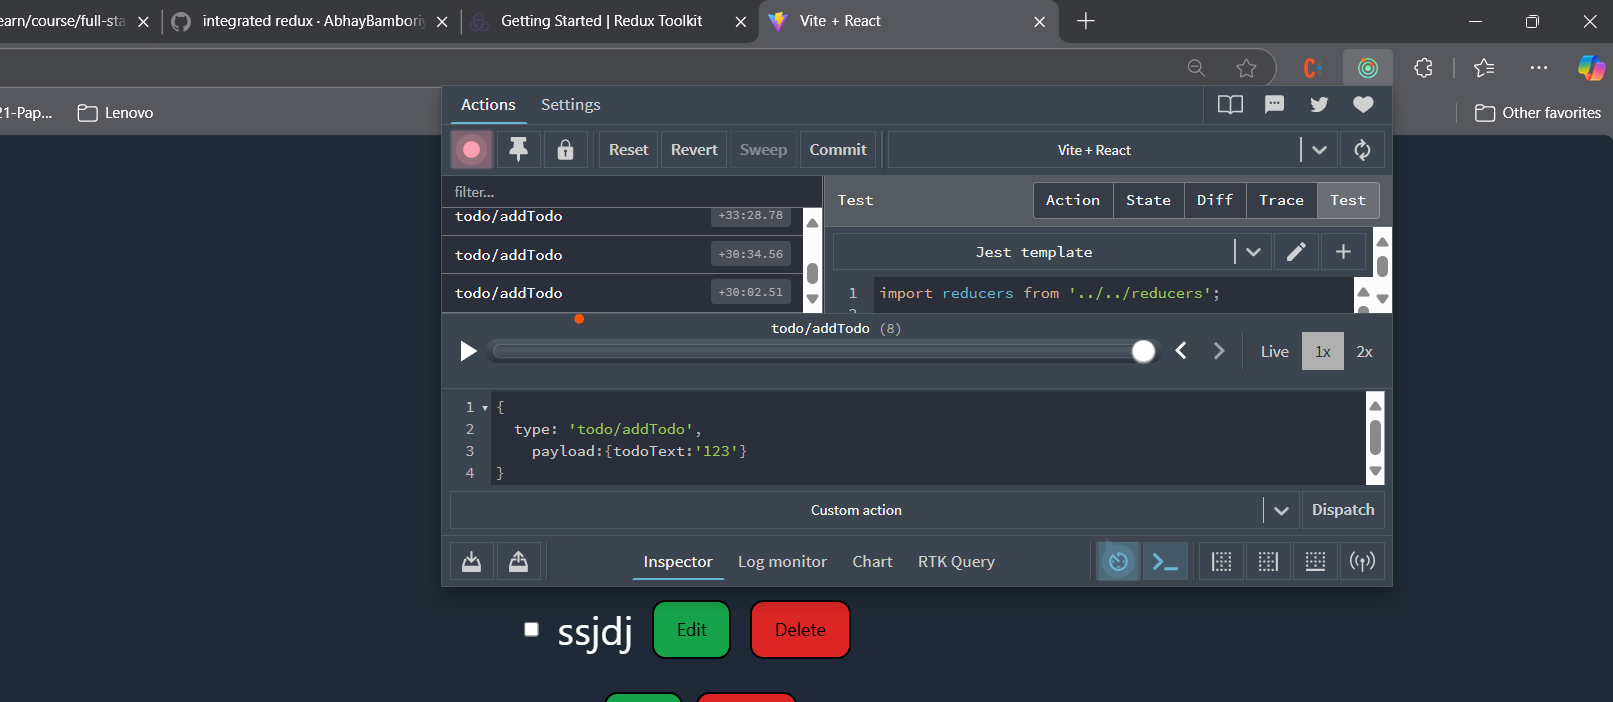 earn/course/full-sta
integrated redux · AbhayBamboriy
Getting Started | Redux Toolkit
Vite + React
21-Pap...
Lenovo
Other favorites
Actions
Settings
Reset
Revert
Sweep
Commit
Vite + React
filter...
todo/addTodo +33:28.78
todo/addTodo +30:34.56
todo/addTodo +30:02.51
Test
Action
State
Diff
Trace
Test
Jest template
1 import reducers from '../../reducers';
todo/addTodo (8)
Live
1x
2x
1 {
2 type: 'todo/addTodo',
3 payload:{todoText:'123'}
4 }
Custom action
Dispatch
Inspector
Log monitor
Chart
RTK Query
ssjdj
Edit
Delete